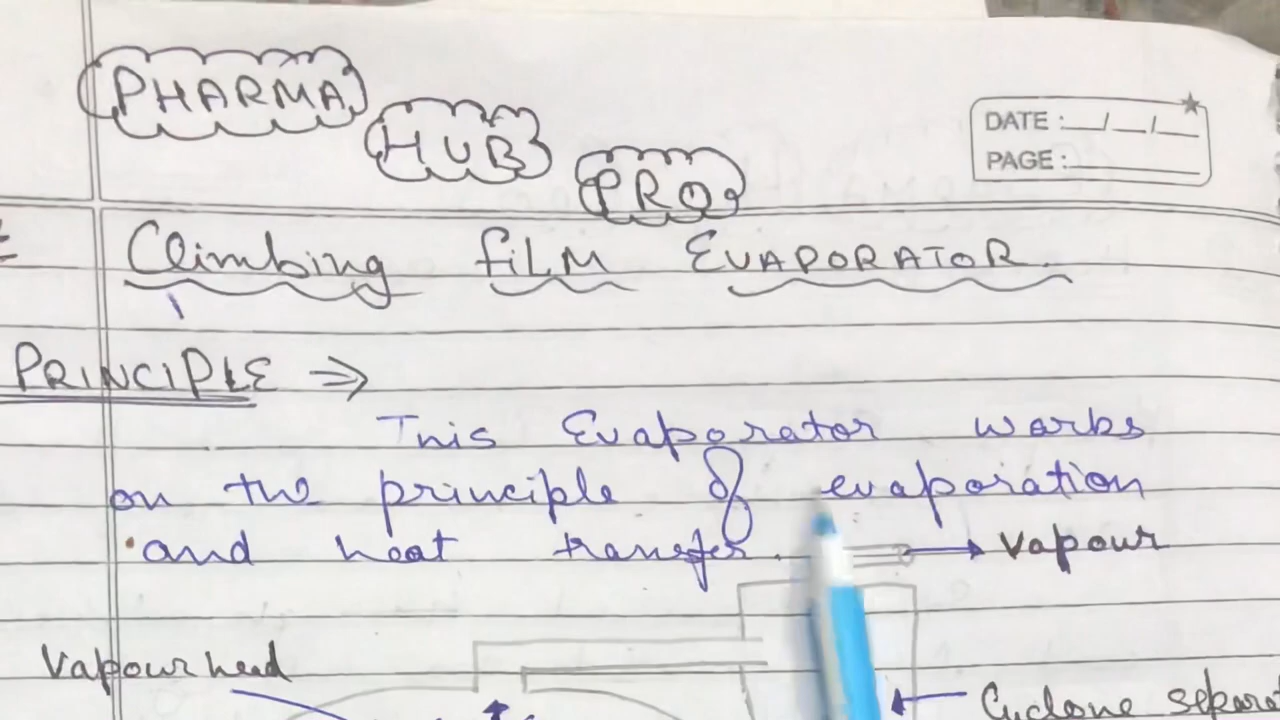 PHARMA
HUB
PRO
DATE : __/__/__
PAGE :
Climbing FiLM EVAPORATOR.
PRINCIPLE ⇒
This Evaporator works
on the principle of evaporation
and heat transfer.
→ Vapour
Vapour head
Cyclone separat